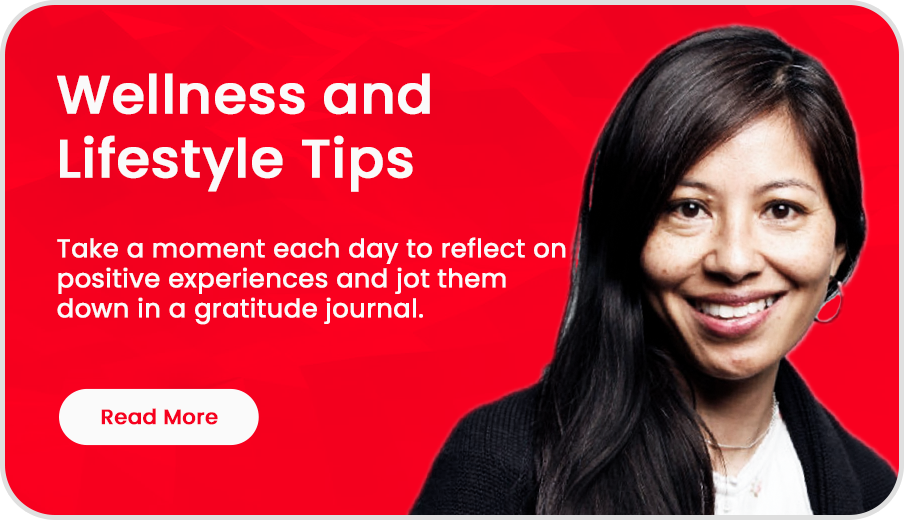 Wellness and
Lifestyle Tips
Take a moment each day to reflect on
positive experiences and jot them
down in a gratitude journal.
Read More